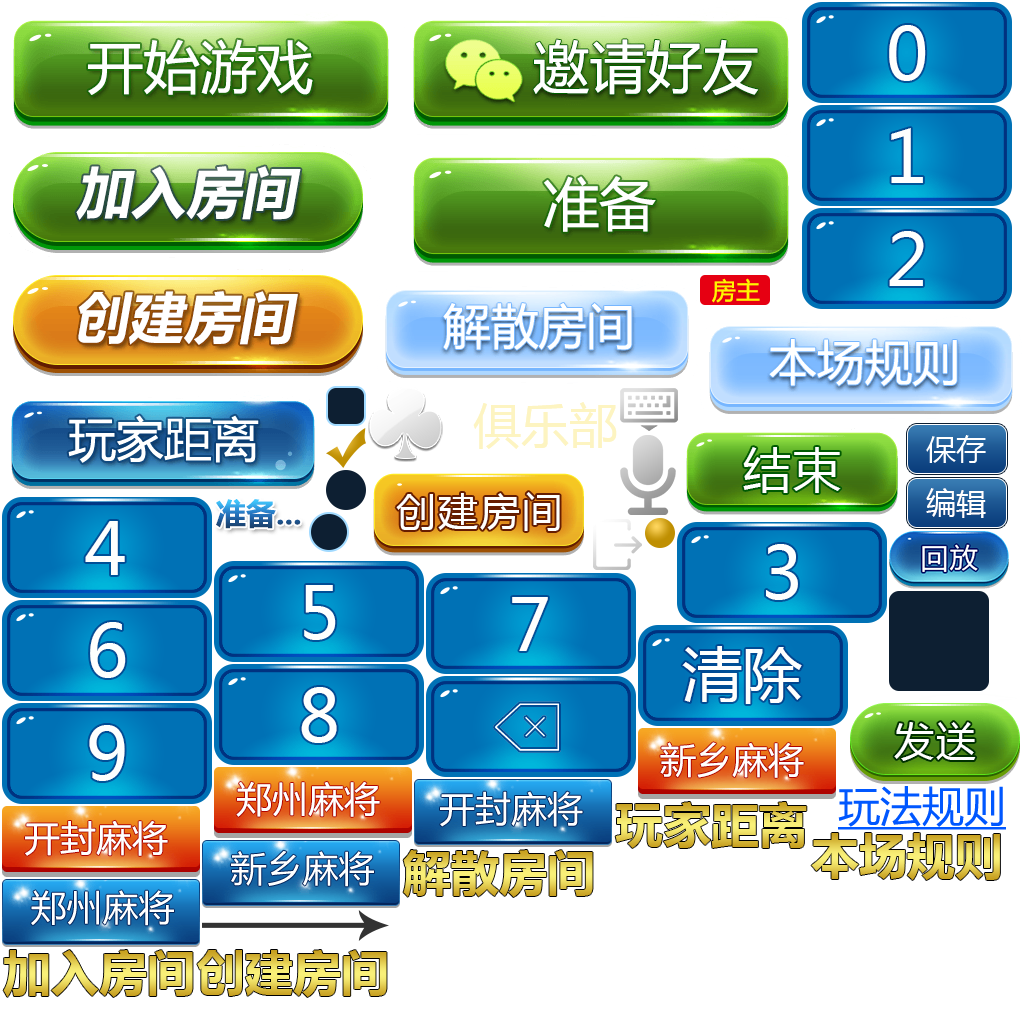 开始游戏
邀请好友
0
加入房间
准备
1
2
创建房间
解散房间
房主
本场规则
玩家距离
俱乐部
结束
保存
编辑
准备...
创建房间
回放
4
5
7
3
6
8
清除
9
发送
新乡麻将
开封麻将
郑州麻将
开封麻将
玩法规则
玩家距离
本场规则
新乡麻将
解散房间
郑州麻将
加入房间
创建房间